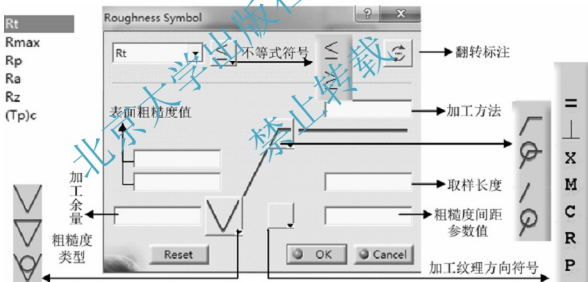 Rt
Rmax
Rp
Ra
Rz
(Tp)c
Roughness Symbol
Rt
不等式符号
翻转标注
表面粗糙度值
加工方法
加工余量
取样长度
粗糙度间距
参数值
粗糙度
类型
Reset
OK
Cancel
加工纹理方向符号
=
⊥
X
M
C
R
P
北京大学出版社
禁止转载